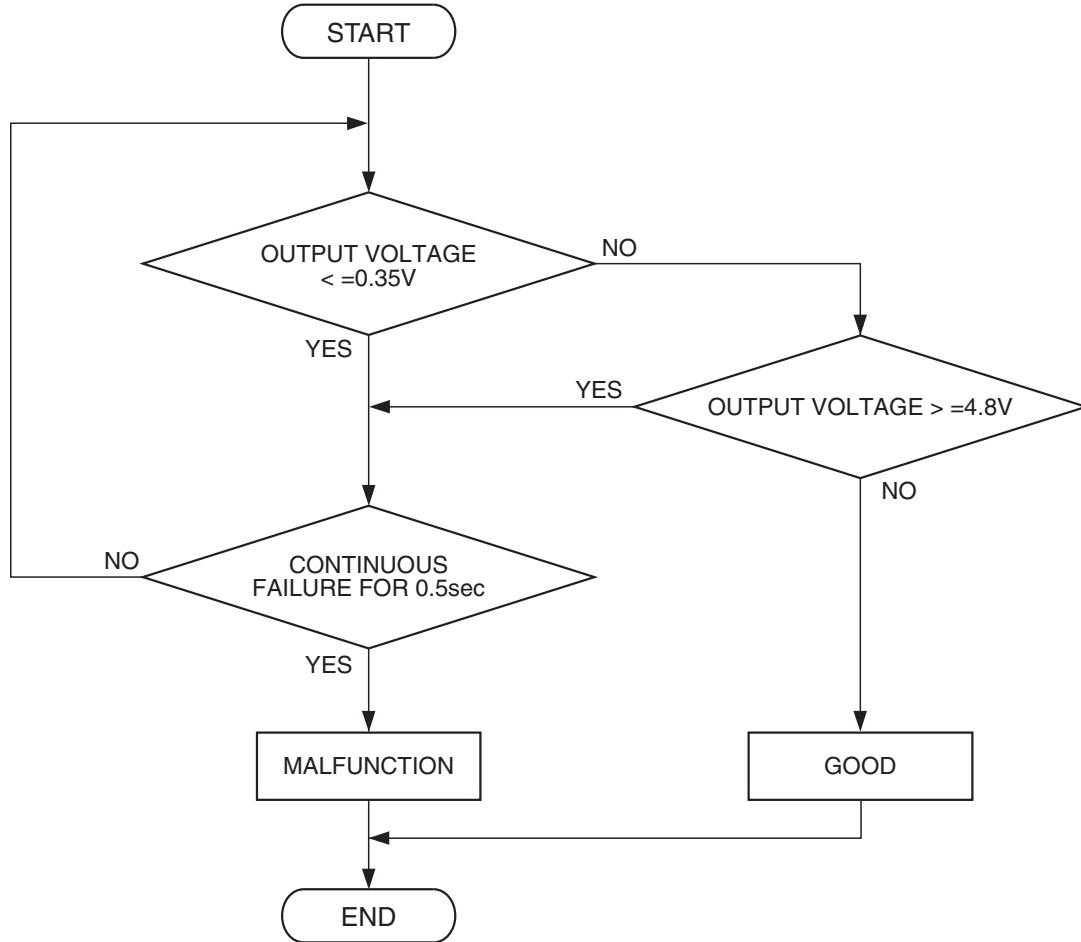 START
OUTPUT VOLTAGE
< =0.35V
NO
YES
YES
OUTPUT VOLTAGE > =4.8V
NO
NO
CONTINUOUS
FAILURE FOR 0.5sec
YES
MALFUNCTION
GOOD
END